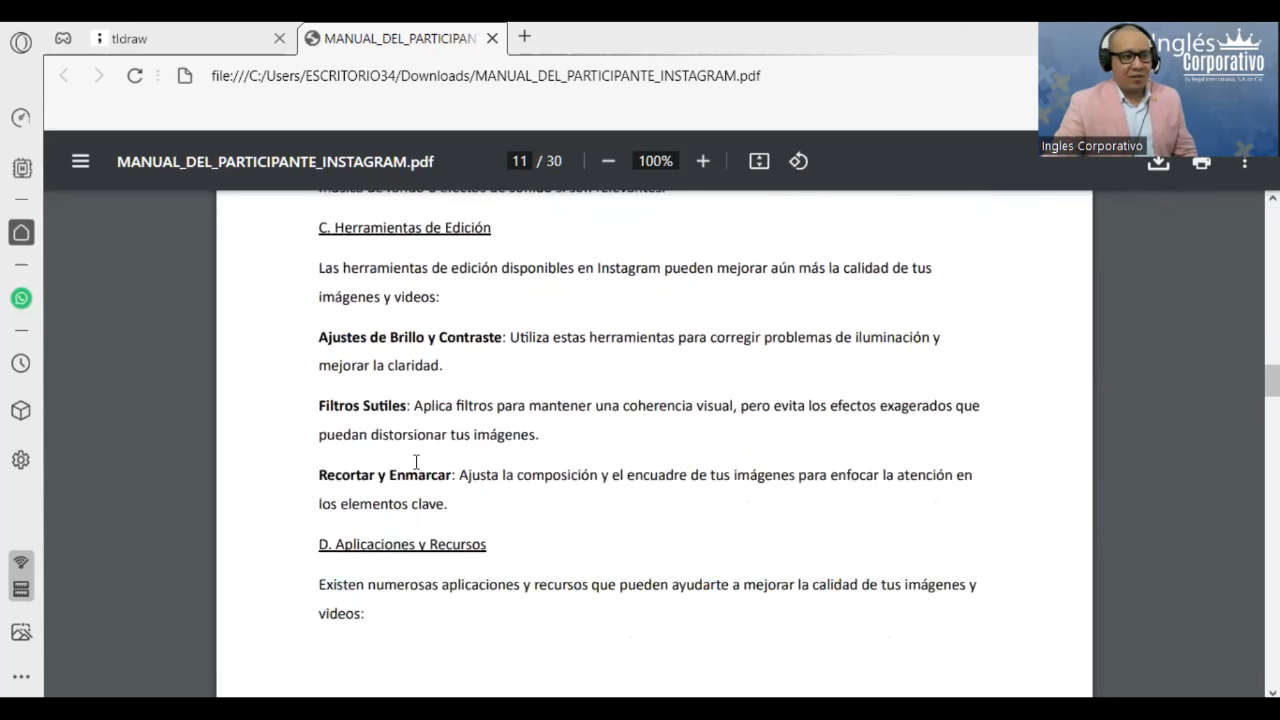 tldraw
MANUAL_DEL_PARTICIPAN
file:///C:/Users/ESCRITORIO34/Downloads/MANUAL_DEL_PARTICIPANTE_INSTAGRAM.pdf
Inglés
Corporativo
Ingles Corporativo
MANUAL_DEL_PARTICIPANTE_INSTAGRAM.pdf
11 / 30
100%
C. Herramientas de Edición
Las herramientas de edición disponibles en Instagram pueden mejorar aún más la calidad de tus
imágenes y videos:
Ajustes de Brillo y Contraste: Utiliza estas herramientas para corregir problemas de iluminación y
mejorar la claridad.
Filtros Sutiles: Aplica filtros para mantener una coherencia visual, pero evita los efectos exagerados que
puedan distorsionar tus imágenes.
Recortar y Enmarcar: Ajusta la composición y el encuadre de tus imágenes para enfocar la atención en
los elementos clave.
D. Aplicaciones y Recursos
Existen numerosas aplicaciones y recursos que pueden ayudarte a mejorar la calidad de tus imágenes y
videos: